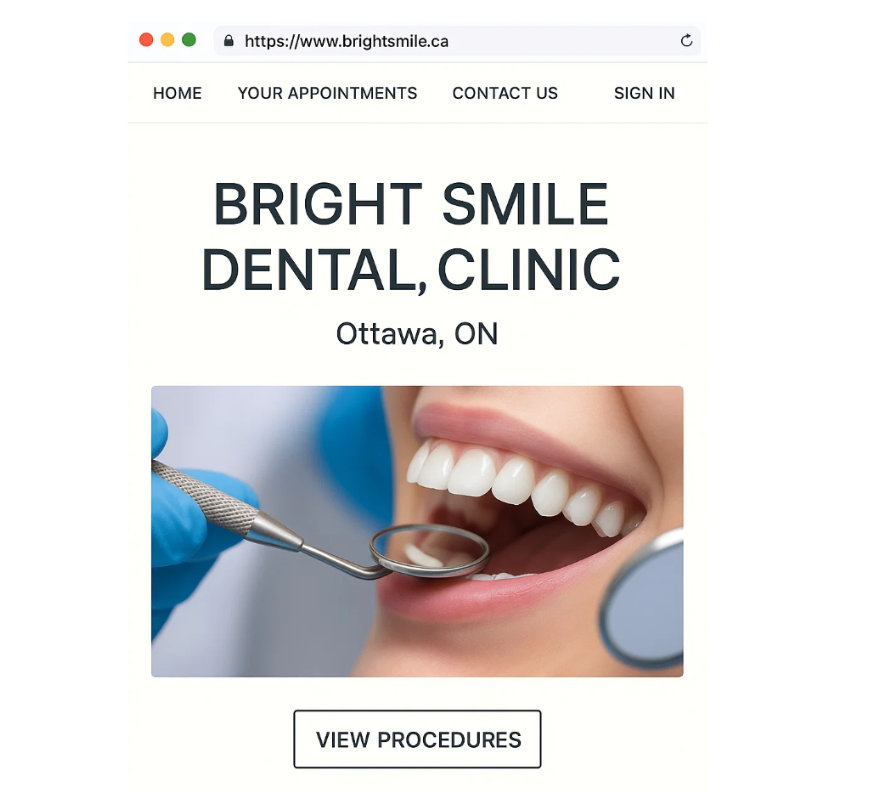 https://www.brightsmile.ca
HOME YOUR APPOINTMENTS CONTACT US SIGN IN
BRIGHT SMILE
DENTAL, CLINIC
Ottawa, ON
VIEW PROCEDURES